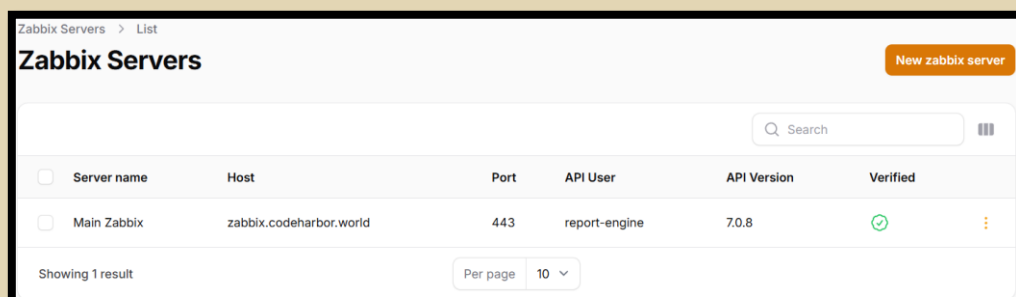 Zabbix Servers > List
Zabbix Servers
New zabbix server
Search
Server name Host Port API User API Version Verified
Main Zabbix zabbix.codeharbor.world 443 report-engine 7.0.8
Showing 1 result Per page 10